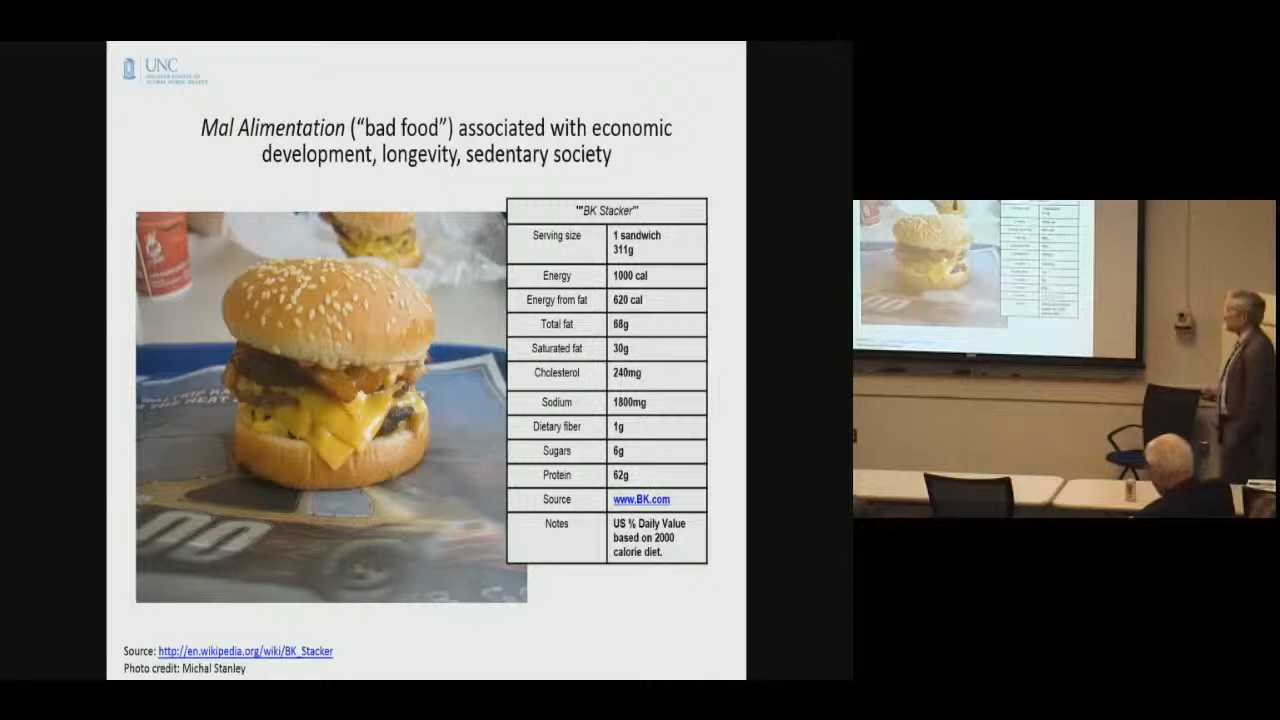 UNC
Mal Alimentation (“bad food”) associated with economic
development, longevity, sedentary society
"'BK Stacker'"
Serving size 1 sandwich
311g
Energy 1000 cal
Energy from fat 620 cal
Total fat 68g
Saturated fat 30g
Cholesterol 240mg
Sodium 1800mg
Dietary fiber 1g
Sugars 6g
Protein 62g
Source www.BK.com
Notes US % Daily Value
based on 2000
calorie diet.
Source: http://en.wikipedia.org/wiki/BK_Stacker
Photo credit: Michal Stanley